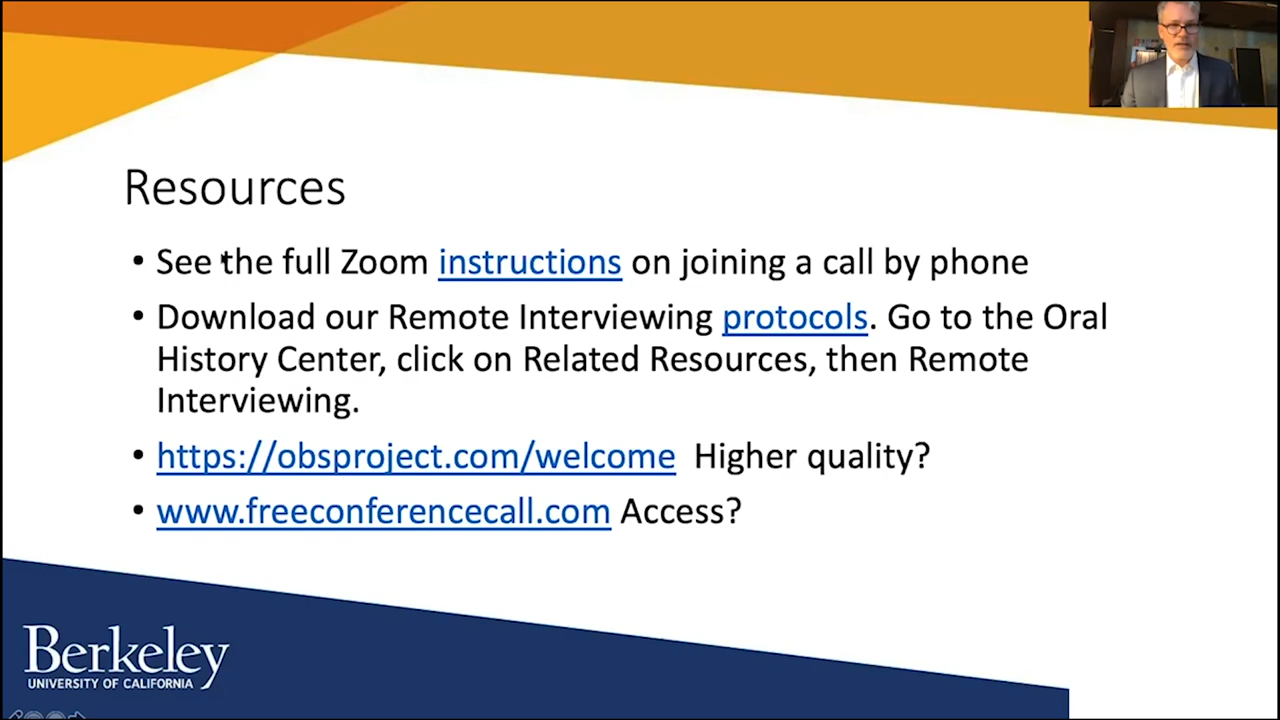 Resources
• See the full Zoom instructions on joining a call by phone
• Download our Remote Interviewing protocols. Go to the Oral
History Center, click on Related Resources, then Remote
Interviewing.
• https://obsproject.com/welcome Higher quality?
• www.freeconferencecall.com Access?
Berkeley
UNIVERSITY OF CALIFORNIA